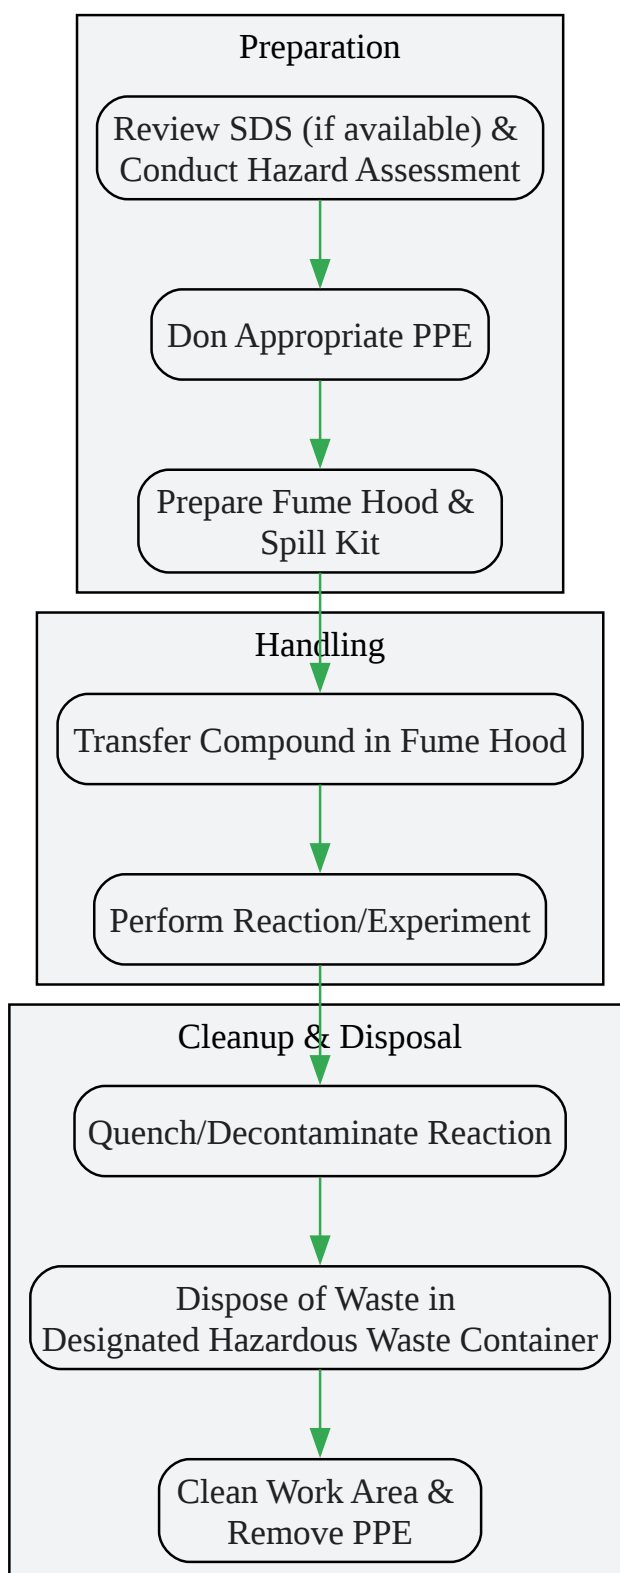 Preparation
Review SDS (if available) &
Conduct Hazard Assessment
Don Appropriate PPE
Prepare Fume Hood &
Spill Kit
Handling
Transfer Compound in Fume Hood
Perform Reaction/Experiment
Cleanup & Disposal
Quench/Decontaminate Reaction
Dispose of Waste in
Designated Hazardous Waste Container
Clean Work Area &
Remove PPE